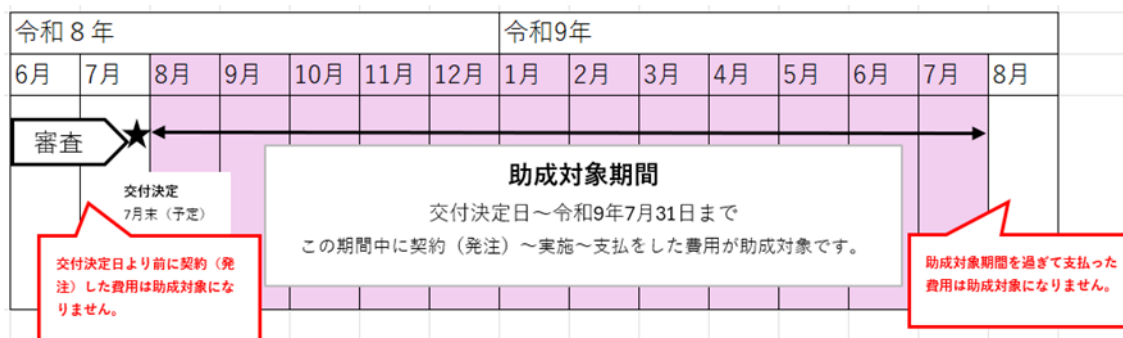 令和８年 令和9年
6月 7月 8月 9月 10月 11月 12月 1月 2月 3月 4月 5月 6月 7月 8月
審査
★
助成対象期間
交付決定日～令和9年7月31日まで
この期間中に契約（発注）～実施～支払をした費用が助成対象です。
交付決定
7月末（予定）
交付決定日より前に契約（発
注）した費用は助成対象にな
りません。
助成対象期間を過ぎて支払った
費用は助成対象になりません。